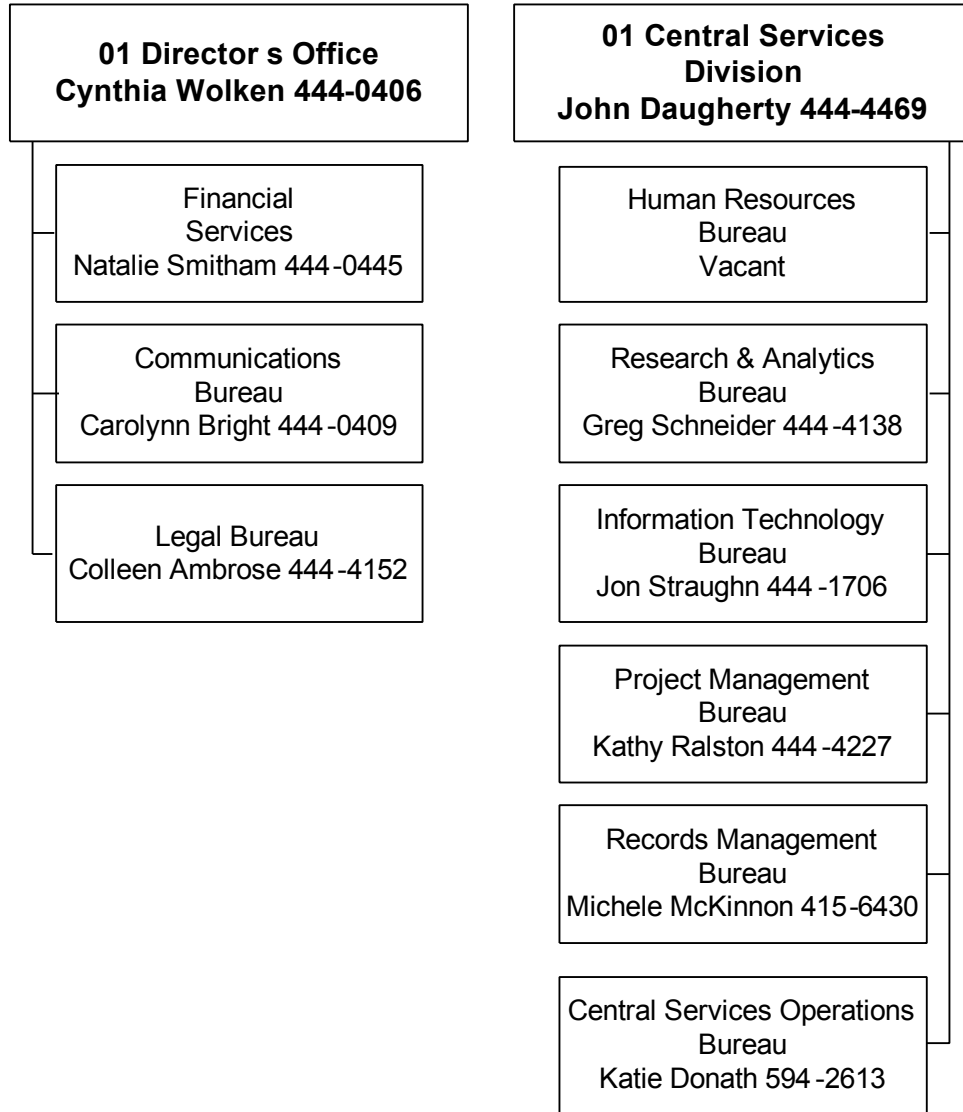 01 Director s Office
Cynthia Wolken 444-0406
Financial
Services
Natalie Smitham 444-0445
Communications
Bureau
Carolynn Bright 444-0409
Legal Bureau
Colleen Ambrose 444-4152
01 Central Services
Division
John Daugherty 444-4469
Human Resources
Bureau
Vacant
Research & Analytics
Bureau
Greg Schneider 444-4138
Information Technology
Bureau
Jon Straughn 444-1706
Project Management
Bureau
Kathy Ralston 444-4227
Records Management
Bureau
Michele McKinnon 415-6430
Central Services Operations
Bureau
Katie Donath 594-2613